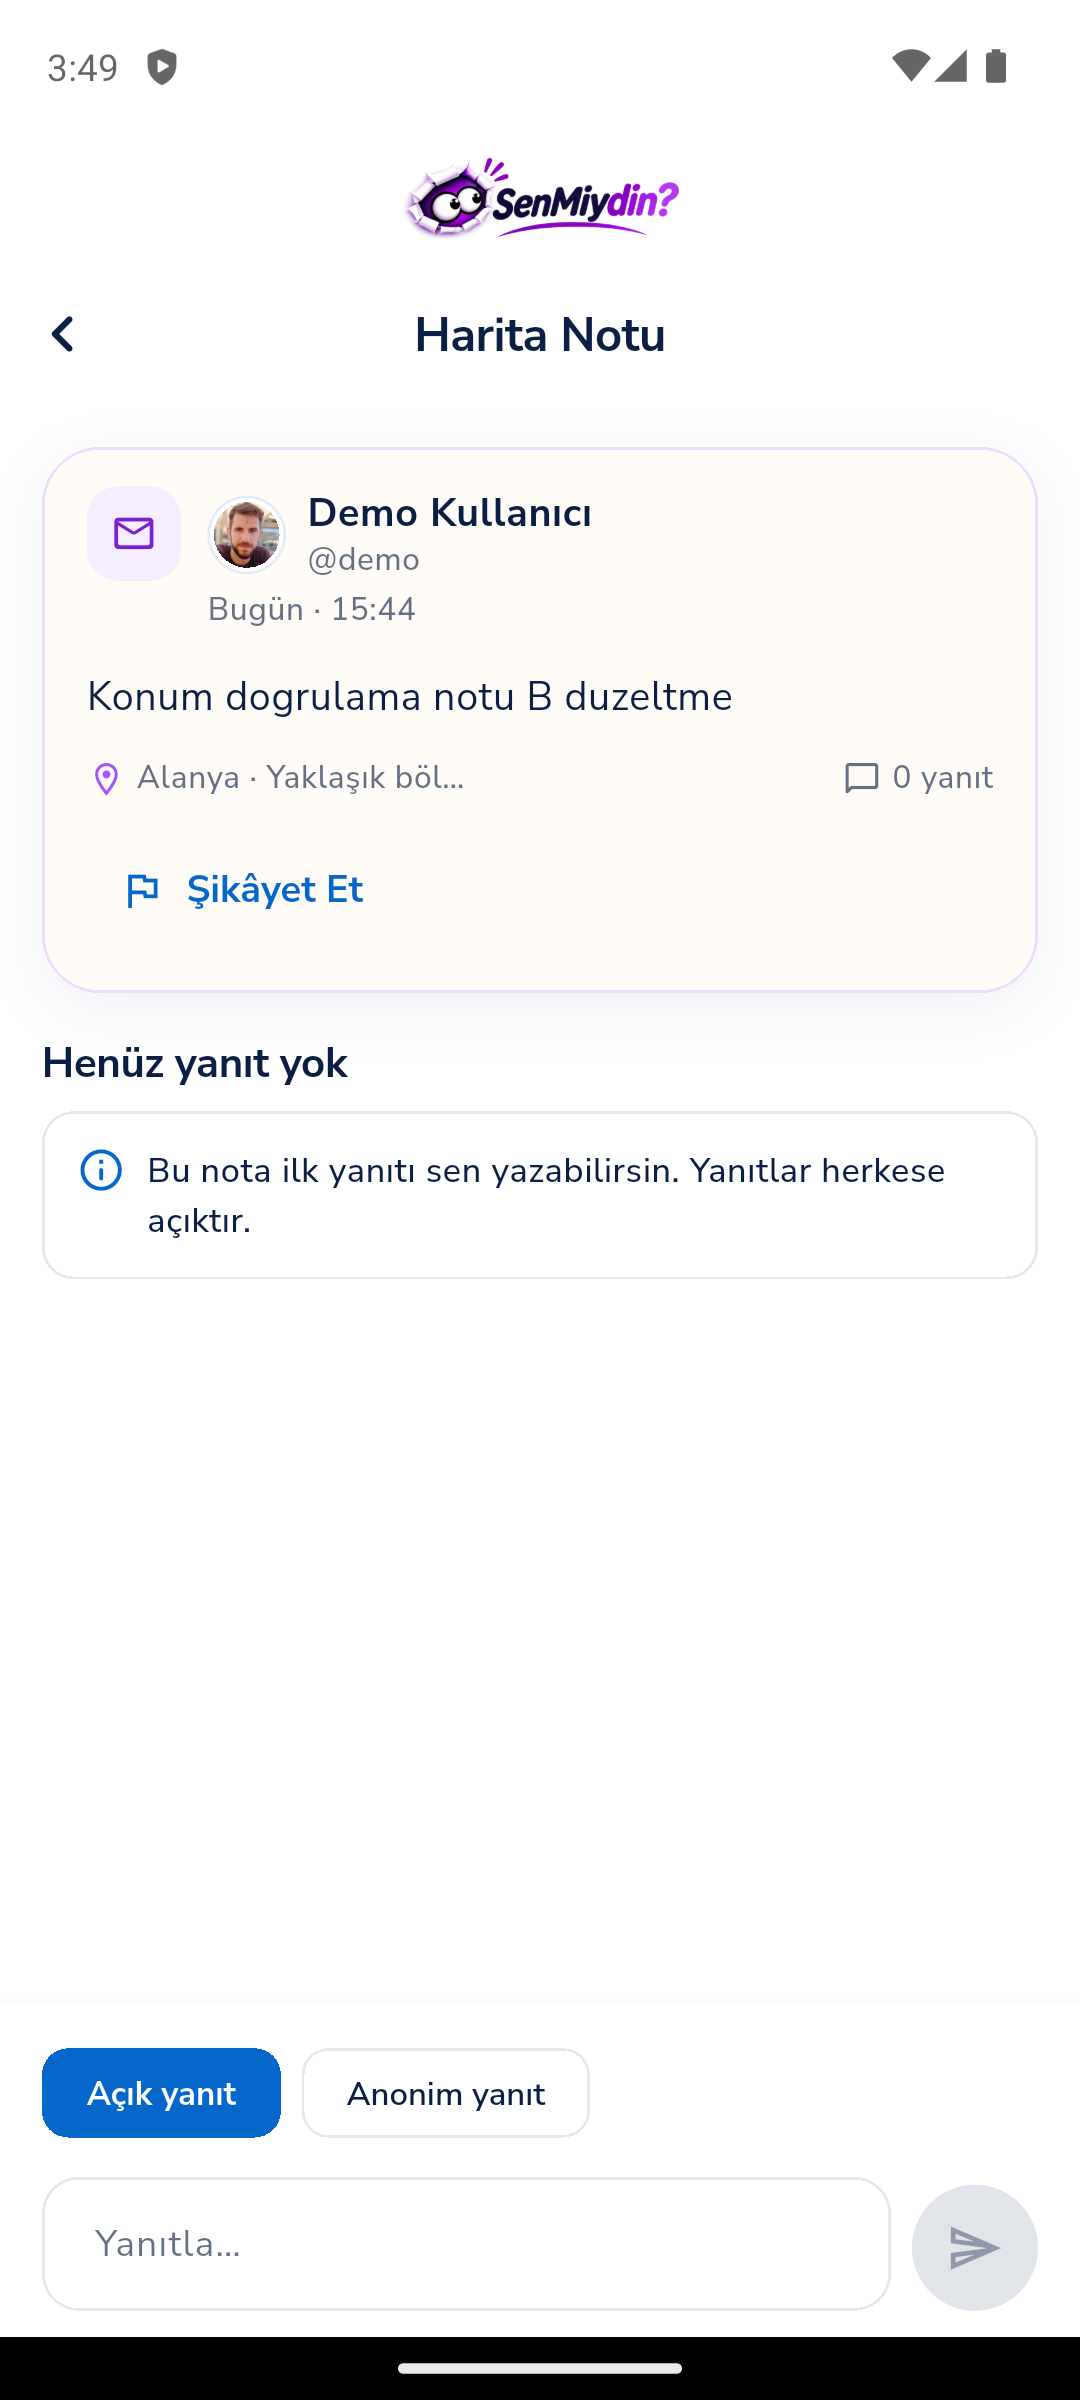 3:49
SenMiydin?
Harita Notu
Demo Kullanıcı
@demo
Bugün · 15:44
Konum dogrulama notu B duzeltme
Alanya · Yaklaşık böl...
0 yanıt
Şikâyet Et
Henüz yanıt yok
Bu nota ilk yanıtı sen yazabilirsin. Yanıtlar herkese
açıktır.
Açık yanıt
Anonim yanıt
Yanıtla...